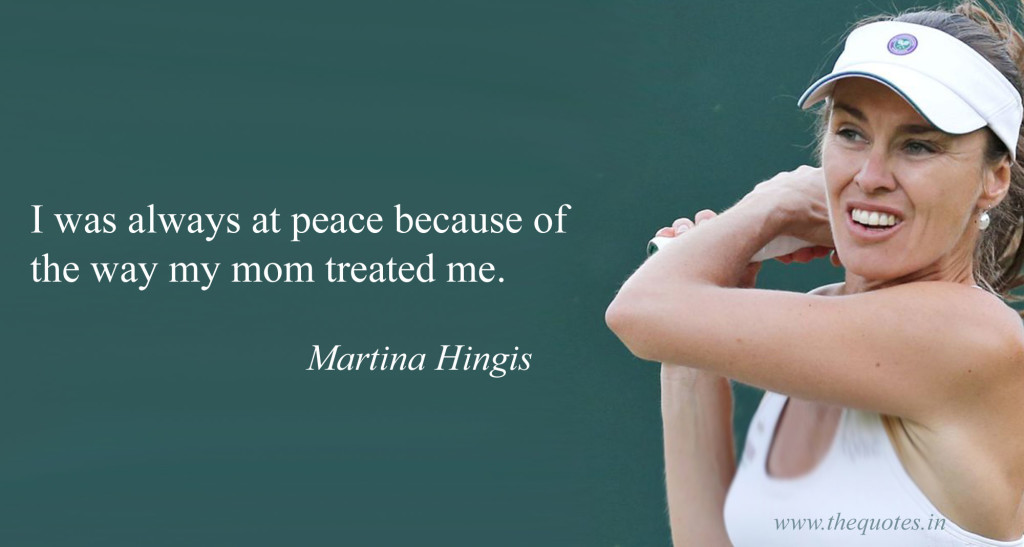 I was always at peace because of
the way my mom treated me.
Martina Hingis
www.thequotes.in